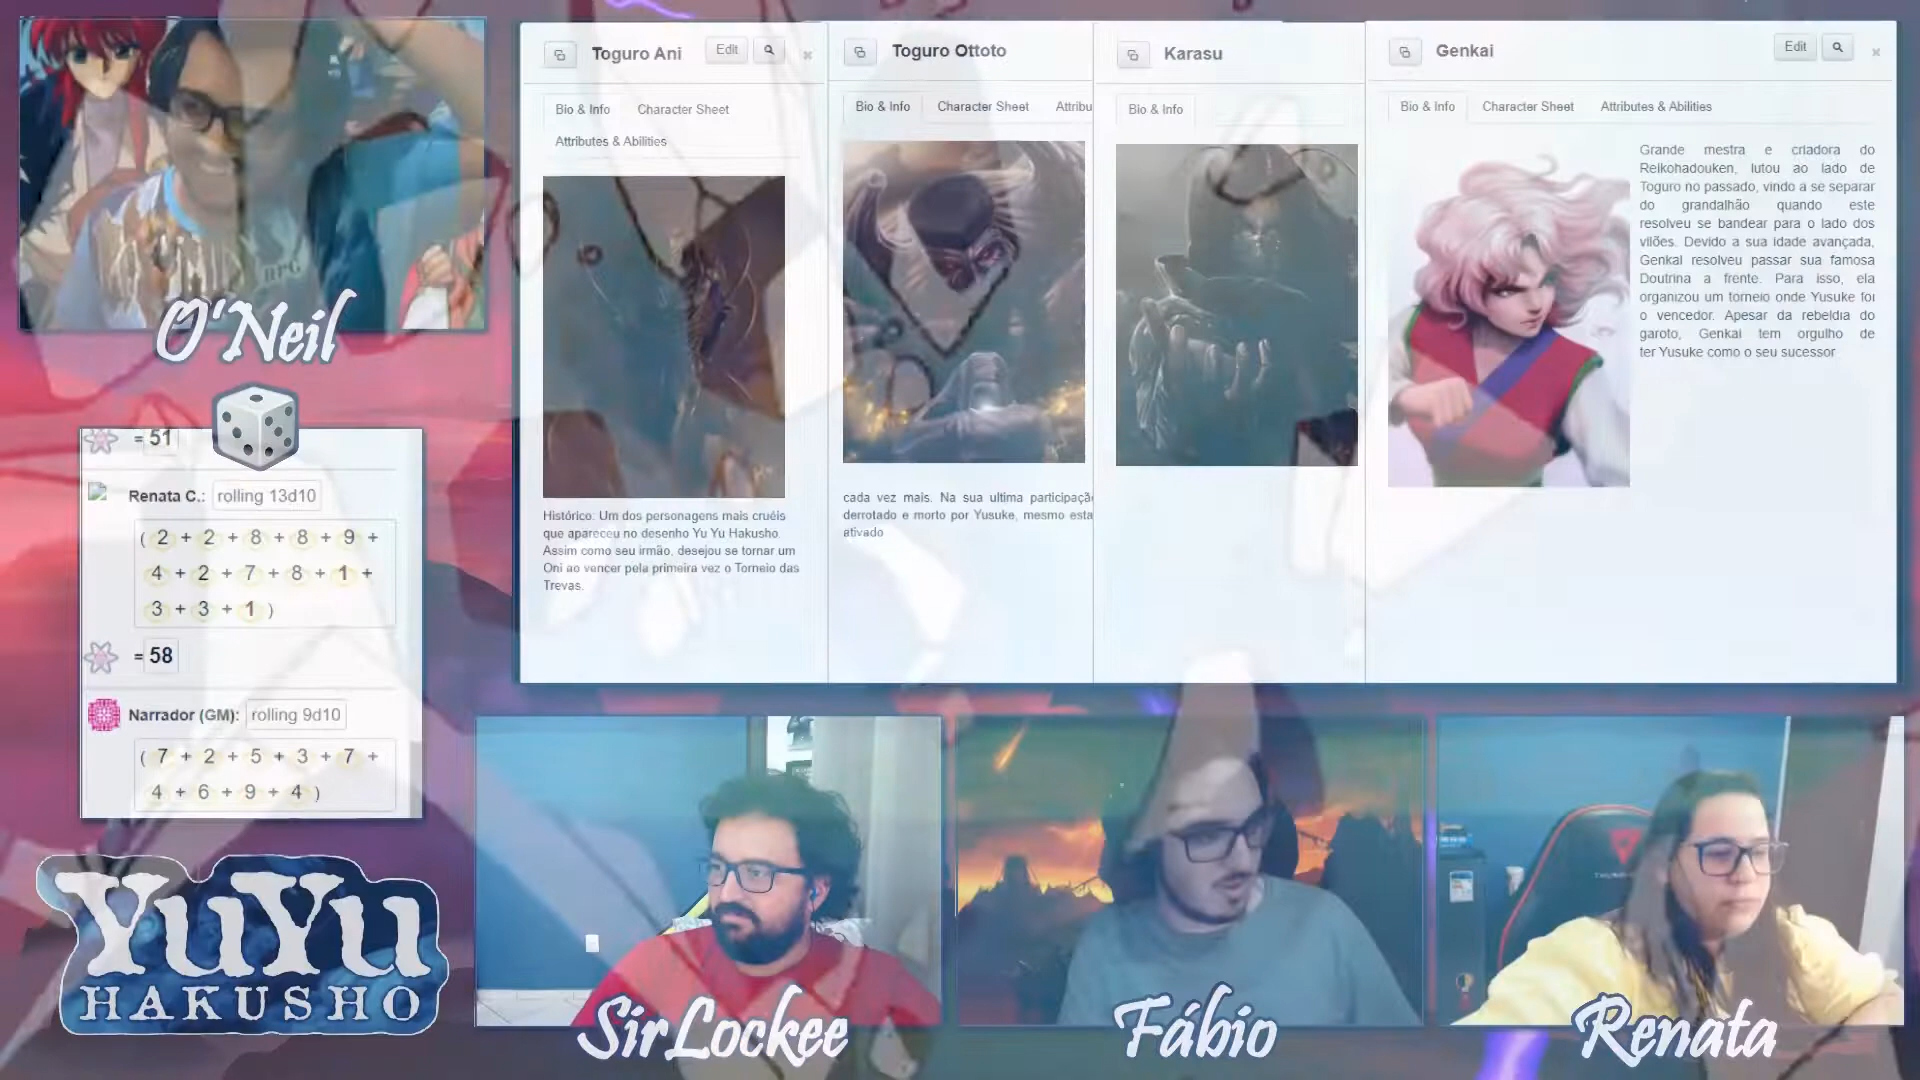 RPG
O'Neil
= 51
Renata C.: rolling 13d10
( 2 + 2 + 8 + 8 + 9 +
4 + 2 + 7 + 8 + 1 +
3 + 3 + 1 )
= 58
Narrador (GM): rolling 9d10
( 7 + 2 + 5 + 3 + 7 +
4 + 6 + 9 + 4 )
YuYu
HAKUSHO
Toguro Ani
Edit
Bio & Info Character Sheet
Attributes & Abilities
Histórico: Um dos personagens mais cruéis
que apareceu no desenho Yu Yu Hakusho.
Assim como seu irmão, desejou se tornar um
Oni ao vencer pela primeira vez o Torneio das
Trevas.
Toguro Ottoto
Bio & Info Character Sheet Attribu
cada vez mais. Na sua ultima participaçã
derrotado e morto por Yusuke, mesmo esta
ativado
Karasu
Bio & Info
Genkai
Edit
Bio & Info Character Sheet Attributes & Abilities
Grande mestra e criadora do
Reikohadouken, lutou ao lado de
Toguro no passado, vindo a se separar
do grandalhão quando este
resolveu se bandear para o lado dos
vilões. Devido a sua idade avançada,
Genkai resolveu passar sua famosa
Doutrina a frente. Para isso, ela
organizou um torneio onde Yusuke foi
o vencedor. Apesar da rebeldia do
garoto, Genkai tem orgulho de
ter Yusuke como o seu sucessor
SirLockee
Fábio
Renata